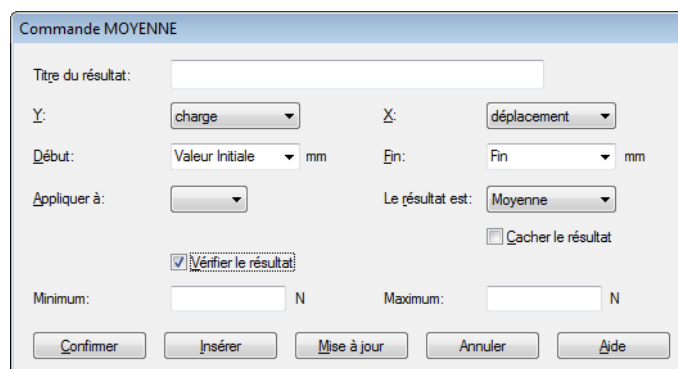 Commande MOYENNE
Titre du résultat:
Y: charge X: déplacement
Début: Valeur Initiale mm Fin: Fin mm
Appliquer à: Le résultat est: Moyenne
Cacher le résultat
Vérifier le résultat
Minimum: N Maximum: N
Confirmer Insérer Mise à jour Annuler Aide